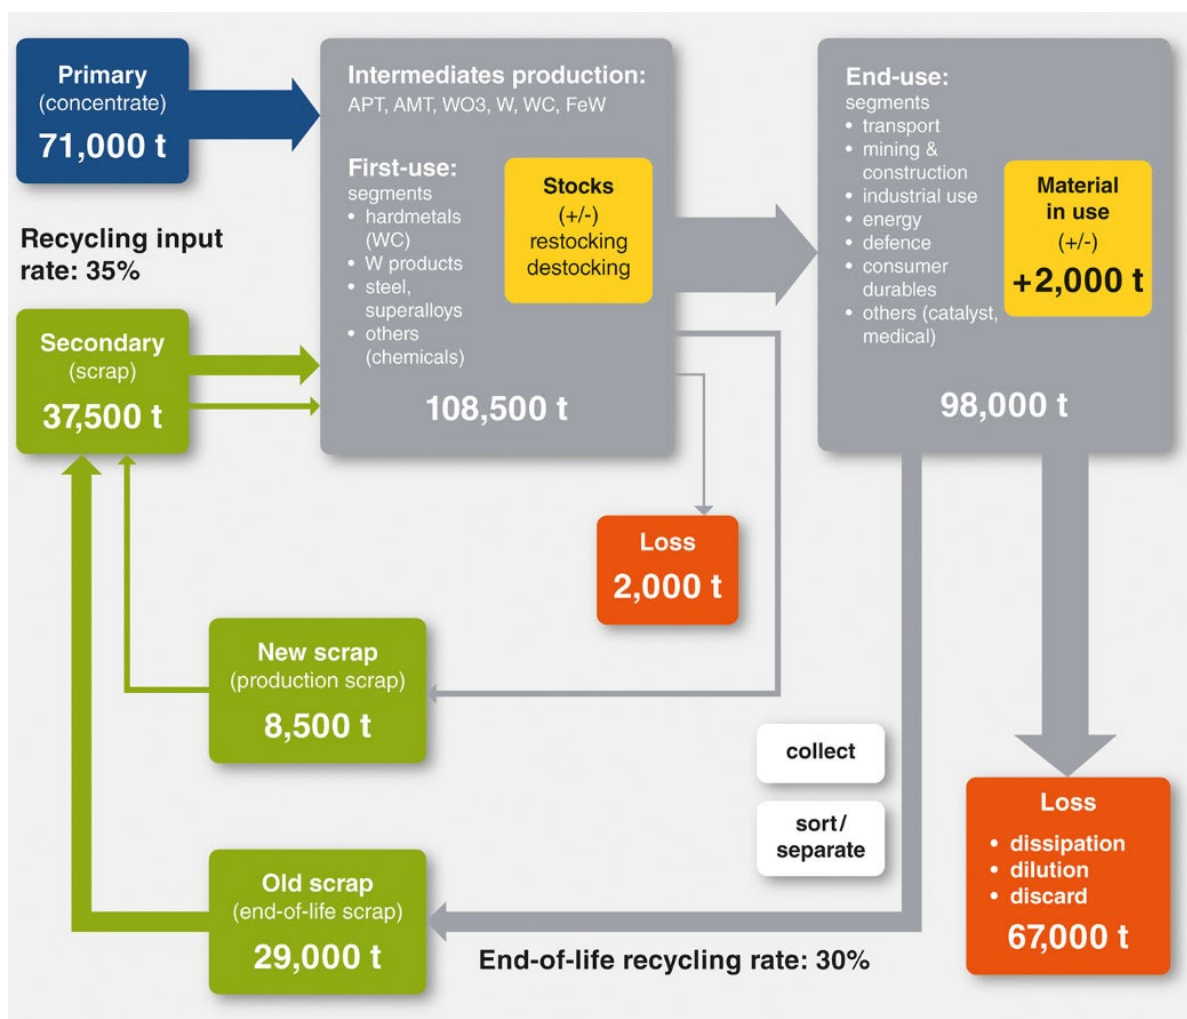 Primary
(concentrate)
71,000 t
Recycling input
rate: 35%
Secondary
(scrap)
37,500 t
Intermediates production:
APT, AMT, WO3, W, WC, FeW
First-use:
segments
• hardmetals
(WC)
• W products
• steel,
superalloys
• others
(chemicals)
Stocks
(+/-)
restocking
destocking
108,500 t
End-use:
segments
• transport
• mining &
construction
• industrial use
• energy
• defence
• consumer
durables
• others (catalyst,
medical)
Material
in use
(+/-)
+2,000 t
98,000 t
Loss
2,000 t
New scrap
(production scrap)
8,500 t
collect
sort/
separate
Old scrap
(end-of-life scrap)
29,000 t
End-of-life recycling rate: 30%
Loss
• dissipation
• dilution
• discard
67,000 t